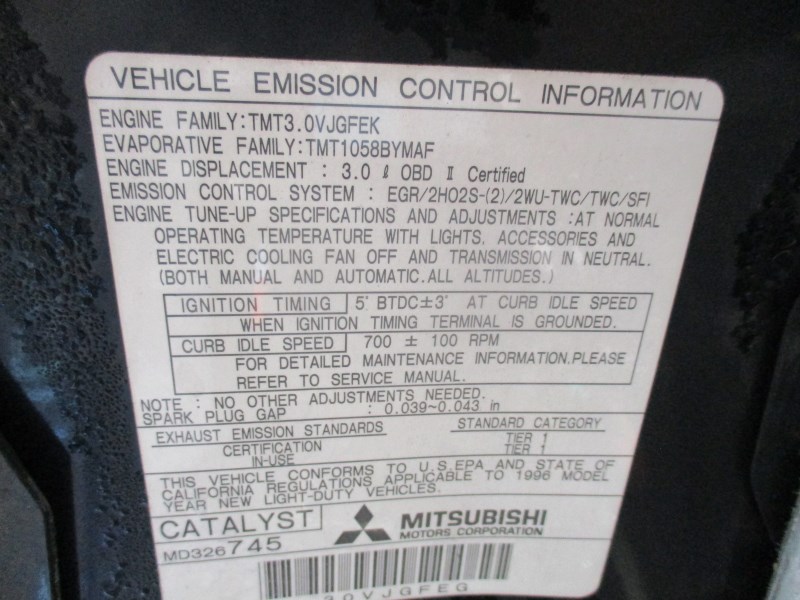 VEHICLE EMISSION CONTROL INFORMATION
ENGINE FAMILY:TMT3.0VJGFEK
EVAPORATIVE FAMILY:TMT1058BYMAF
ENGINE DISPLACEMENT : 3.0 ℓ OBD Ⅱ Certified
EMISSION CONTROL SYSTEM : EGR/2HO2S-(2)/2WU-TWC/TWC/SFI
ENGINE TUNE-UP SPECIFICATIONS AND ADJUSTMENTS :AT NORMAL
OPERATING TEMPERATURE WITH LIGHTS, ACCESSORIES AND
ELECTRIC COOLING FAN OFF AND TRANSMISSION IN NEUTRAL.
(BOTH MANUAL AND AUTOMATIC.ALL ALTITUDES.)
IGNITION TIMING 5° BTDC±3° AT CURB IDLE SPEED
WHEN IGNITION TIMING TERMINAL IS GROUNDED.
CURB IDLE SPEED 700 ± 100 RPM
FOR DETAILED MAINTENANCE INFORMATION.PLEASE
REFER TO SERVICE MANUAL.
NOTE : NO OTHER ADJUSTMENTS NEEDED.
SPARK PLUG GAP : 0.039~0.043 in
EXHAUST EMISSION STANDARDS STANDARD CATEGORY
CERTIFICATION TIER 1
IN-USE TIER 1
THIS VEHICLE CONFORMS TO U.S.EPA AND STATE OF
CALIFORNIA REGULATIONS APPLICABLE TO 1996 MODEL
YEAR NEW LIGHT-DUTY VEHICLES.
CATALYST MITSUBISHI
MOTORS CORPORATION
MD326745
30VJGFEG